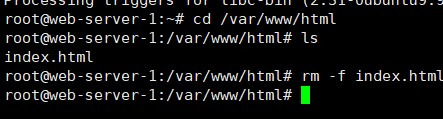 Processing triggers for libc-bin (2.31-0ubuntu9.9
root@web-server-1:~# cd /var/www/html
root@web-server-1:/var/www/html# ls
index.html
root@web-server-1:/var/www/html# rm -f index.html
root@web-server-1:/var/www/html#